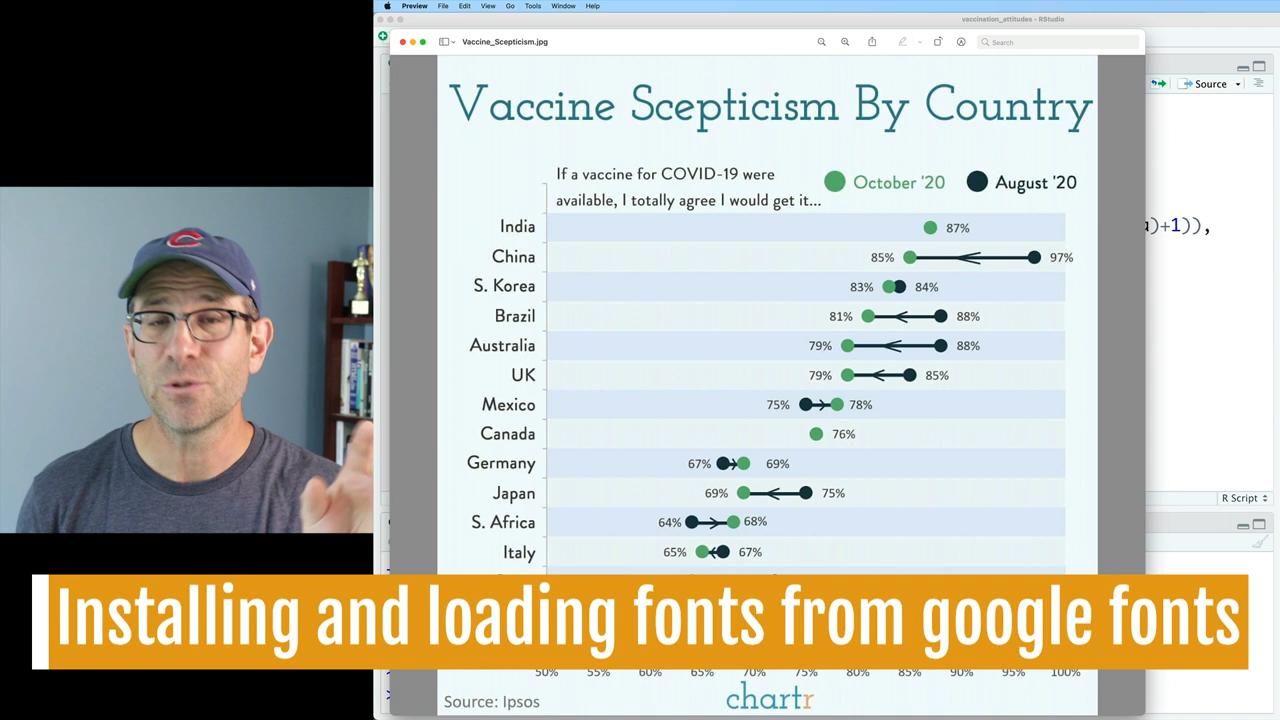 Preview File Edit View Go Tools Window Help
vaccination_attitudes - RStudio
Vaccine_Scepticism.jpg
Search
Source
Vaccine Scepticism By Country
If a vaccine for COVID-19 were
available, I totally agree I would get it...
October '20 August '20
India 87%
China 85% 97%
S. Korea 83% 84%
Brazil 81% 88%
Australia 79% 88%
UK 79% 85%
Mexico 75% 78%
Canada 76%
Germany 67% 69%
Japan 69% 75%
S. Africa 64% 68%
Italy 65% 67%
)+1)),
R Script
Installing and loading fonts from google fonts
50% 55% 60% 65% 70% 75% 80% 85% 90% 95% 100%
Source: Ipsos
chartr